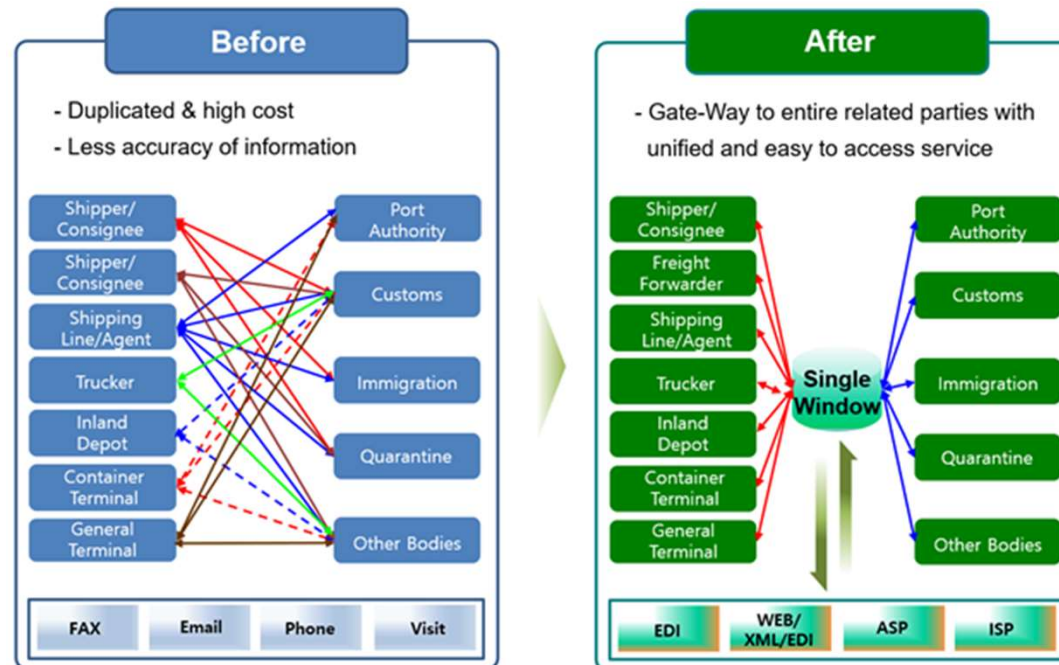 Before
- Duplicated & high cost
- Less accuracy of information
Shipper/
Consignee
Shipper/
Consignee
Shipping
Line/Agent
Trucker
Inland
Depot
Container
Terminal
General
Terminal
Port
Authority
Customs
Immigration
Quarantine
Other Bodies
FAX
Email
Phone
Visit
After
- Gate-Way to entire related parties with
unified and easy to access service
Shipper/
Consignee
Freight
Forwarder
Shipping
Line/Agent
Trucker
Inland
Depot
Container
Terminal
General
Terminal
Single
Window
Port
Authority
Customs
Immigration
Quarantine
Other Bodies
EDI
WEB/
XML/EDI
ASP
ISP